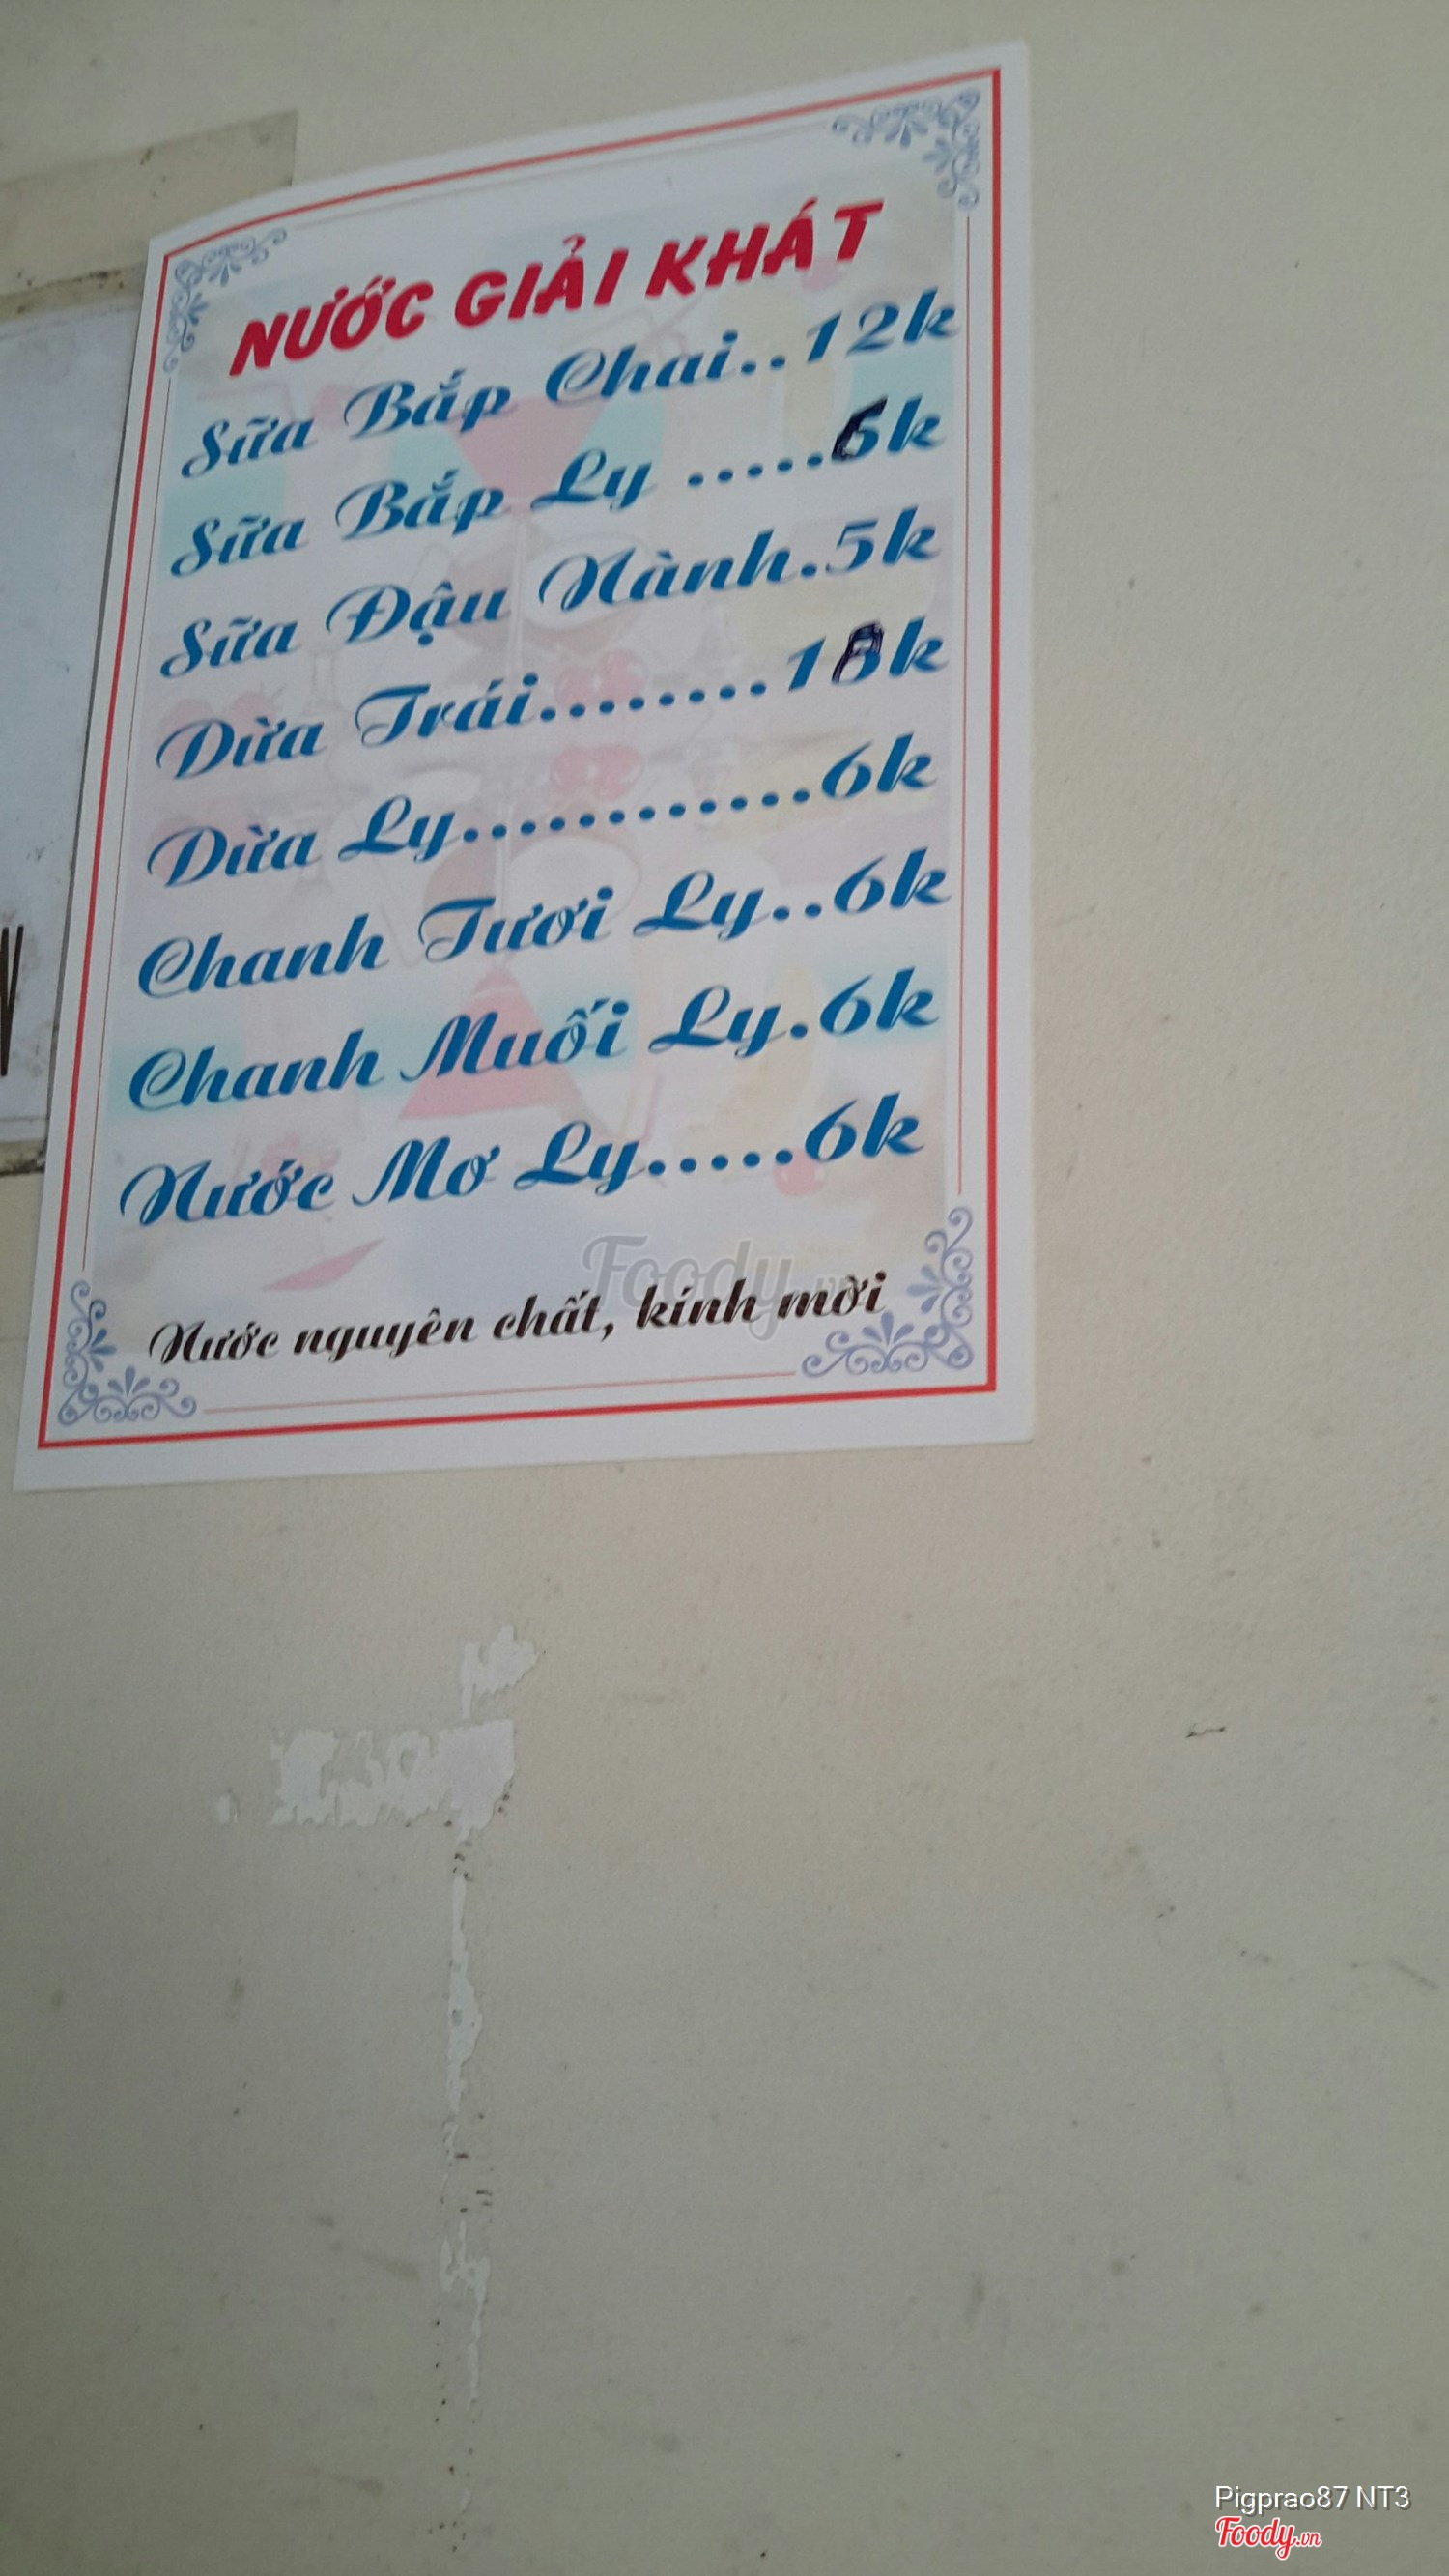 NƯỚC GIẢI KHÁT
Sữa Bắp Chai..12k
Sữa Bắp Ly .....6k
Sữa Đậu Nành.5k
Dừa Trái........18k
Dừa Ly............6k
Chanh Tươi Ly..6k
Chanh Muối Ly.6k
Nước Mơ Ly.....6k
Foody.vn
Nước nguyên chất, kính mời
Pigprao87 NT3
Foody.vn